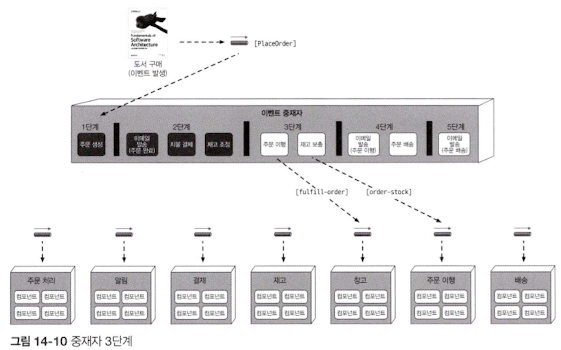 Fundamentals of
Software
Architecture
도서 구매
(이벤트 발생)
[PlaceOrder]
이벤트 중재자
1단계
2단계
3단계
4단계
5단계
주문 생성
이메일
발송
(주문 완료)
지불 결제
재고 조정
주문 이행
재고 보충
이메일
발송
(주문 이행)
주문 배송
이메일
발송
(주문 배송)
[fulfill-order]
[order-stock]
주문 처리
컴포넌트 컴포넌트
컴포넌트 컴포넌트
알림
컴포넌트 컴포넌트
컴포넌트 컴포넌트
결제
컴포넌트 컴포넌트
컴포넌트 컴포넌트
재고
컴포넌트 컴포넌트
컴포넌트 컴포넌트
창고
컴포넌트 컴포넌트
컴포넌트 컴포넌트
주문 이행
컴포넌트 컴포넌트
컴포넌트 컴포넌트
배송
컴포넌트 컴포넌트
컴포넌트 컴포넌트
그림 14-10 중재자 3단계